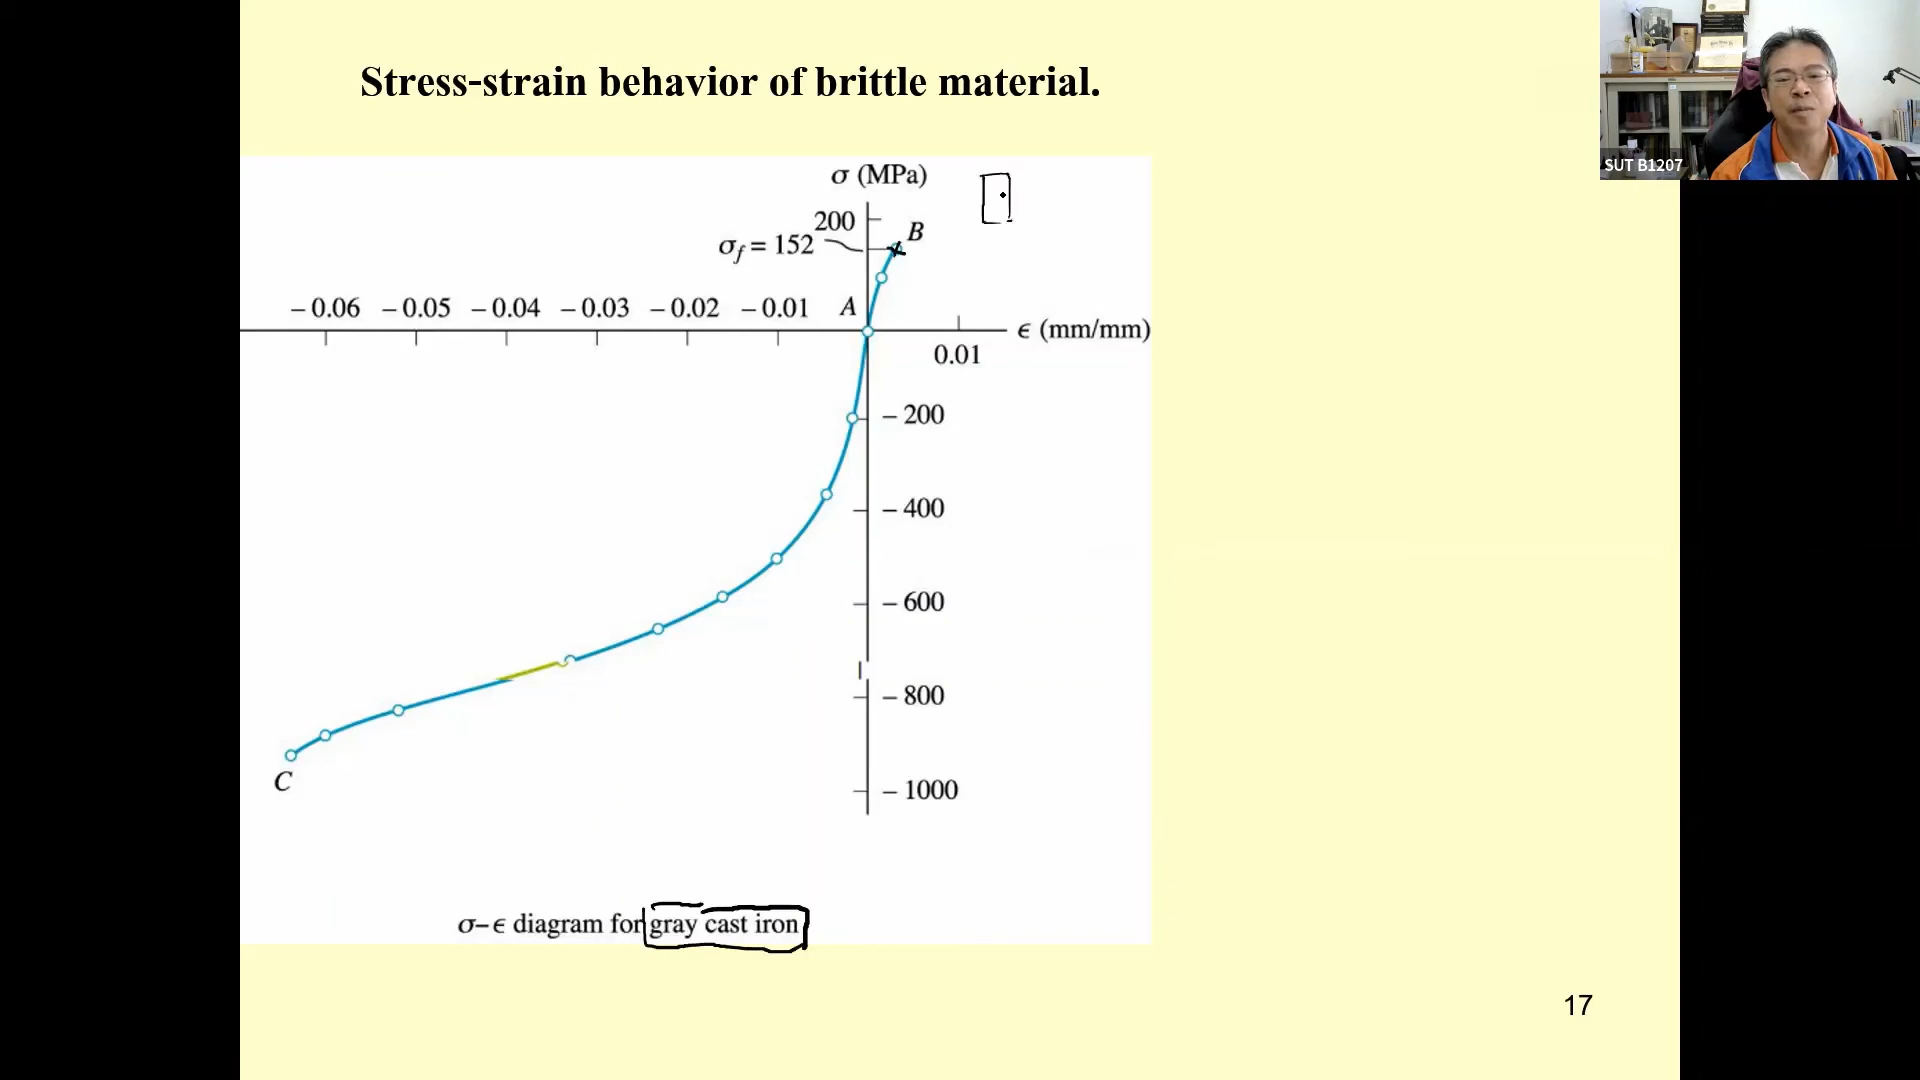 Stress-strain behavior of brittle material.
SUT B1207
σ (MPa)
200
B
σf = 152
– 0.06 – 0.05 – 0.04 – 0.03 – 0.02 – 0.01 A
ϵ (mm/mm)
0.01
– 200
– 400
– 600
– 800
C
– 1000
σ–ϵ diagram for gray cast iron
17